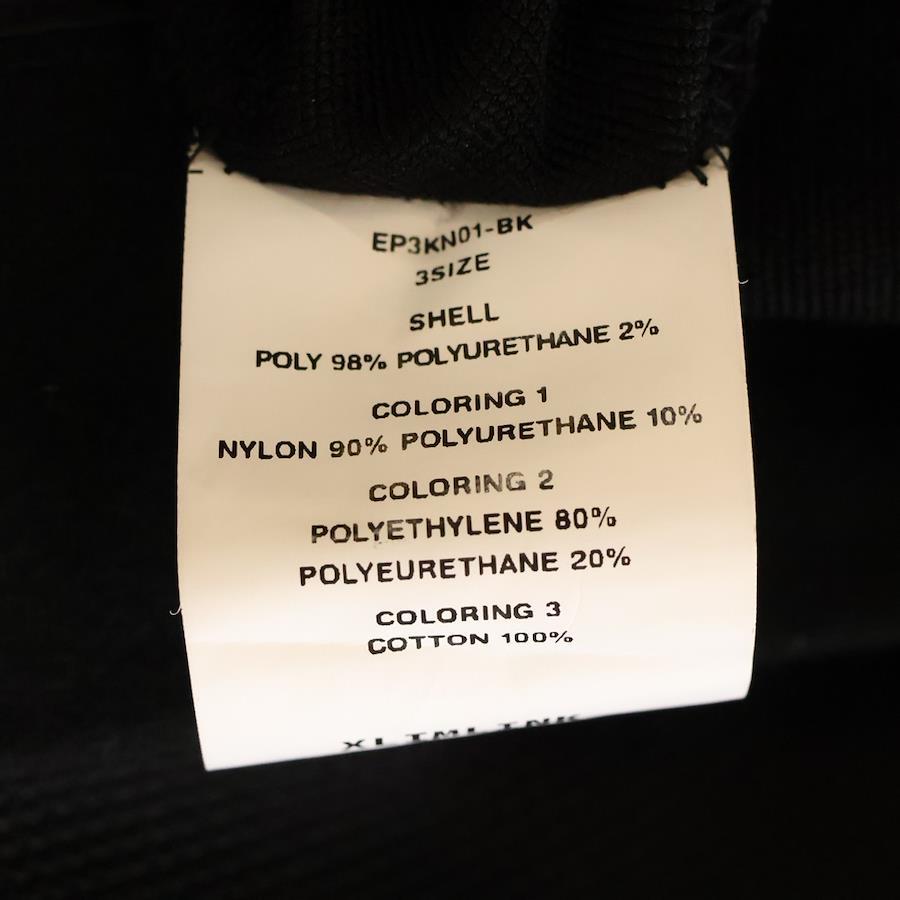 EP3KN01-BK
3SIZE
SHELL
POLY 98% POLYURETHANE 2%
COLORING 1
NYLON 90% POLYURETHANE 10%
COLORING 2
POLYETHYLENE 80%
POLYEURETHANE 20%
COLORING 3
COTTON 100%